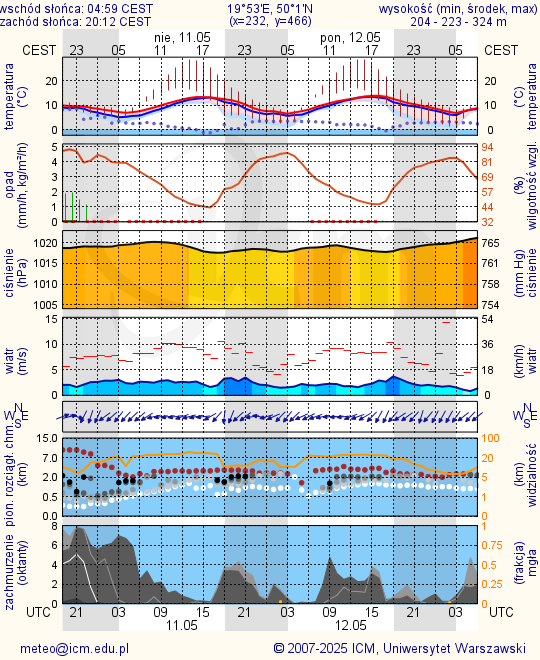 wschód słońca: 04:59 CEST 19°53'E, 50°1'N wysokość (min, środek, max)
zachód słońca: 20:12 CEST (x=232, y=466) 204 - 223 - 324 m
nie, 11.05 pon, 12.05
CEST 23 05 11 17 23 05 11 17 23 05 CEST
temperatura (°C)
20
10
0
temperatura (°C)
20
10
0
opad (mm/h, kg/m²/h)
5
4
3
2
1
0
wilgotność wzgl. (%)
94
81
69
57
44
32
ciśnienie (hPa)
1020
1015
1010
1005
ciśnienie (mm Hg)
765
761
758
754
wiatr (m/s)
15
10
5
0
wiatr (km/h)
54
36
18
0
N
W E
S
N
W E
S
pion. rozciągł. chm. (km)
15.0
7.0
2.0
0.5
0.0
widzialność (km)
100
20
5
1
0
zachmurzenie (oktanty)
8
6
4
2
0
mgła (frakcja)
1
0.75
0.5
0.25
0
UTC 21 03 09 15 21 03 09 15 21 03 UTC
11.05 12.05
meteo@icm.edu.pl © 2007-2025 ICM, Uniwersytet Warszawski